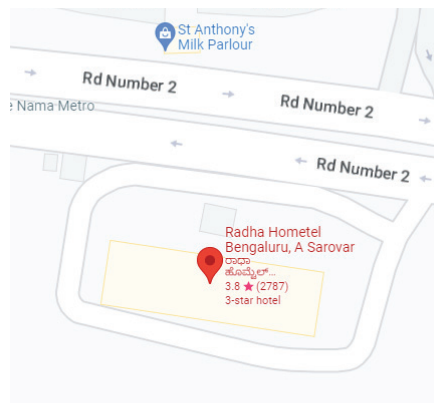 St Anthony's
Milk Parlour
Rd Number 2
Rd Number 2
Nama Metro
Rd Number 2
Radha Hometel
Bengaluru, A Sarovar
ರಾಧಾ
ಹೊಮ್ಟೆಲ್...
3.8 ★ (2787)
3-star hotel